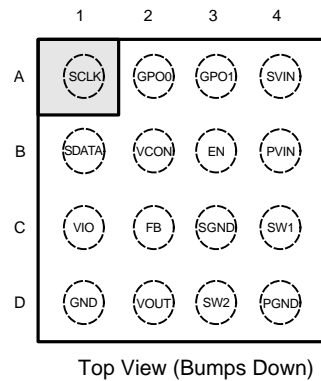 1 2 3 4
A SCLK GPO0 GPO1 SVIN
B SDATA VCON EN PVIN
C VIO FB SGND SW1
D GND VOUT SW2 PGND
Top View (Bumps Down)